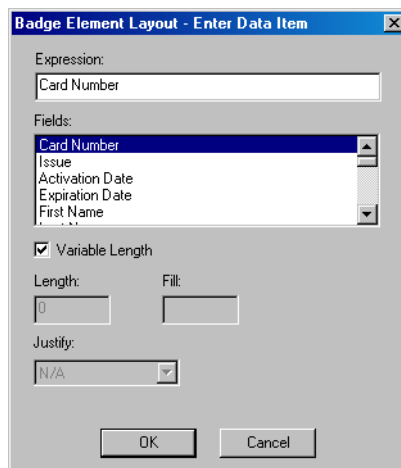 Badge Element Layout - Enter Data Item
Expression:
Card Number
Fields:
Card Number
Issue
Activation Date
Expiration Date
First Name
Variable Length
Length: Fill:
0
Justify:
N/A
OK Cancel